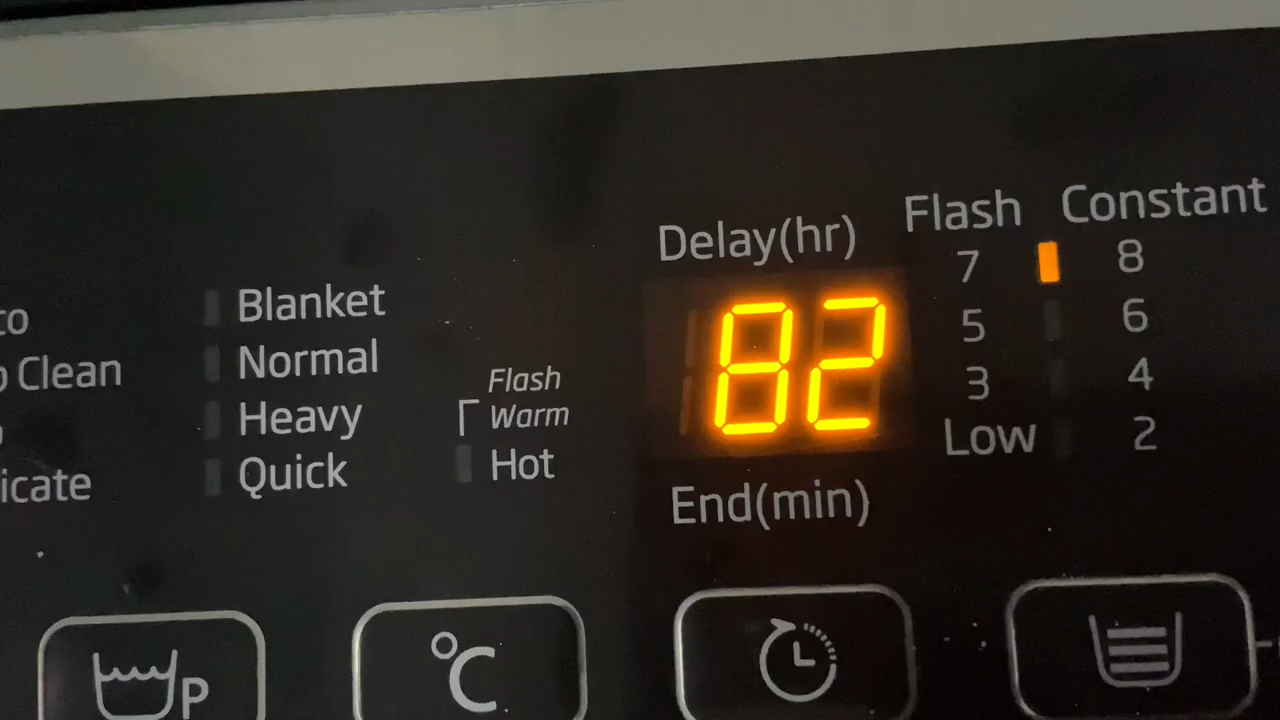 Delay(hr) Flash Constant
7 8
Blanket
82
5 6
Normal
Clean
Flash
3 4
Heavy
Warm
Low 2
Quick
Hot
End(min)
°C
P